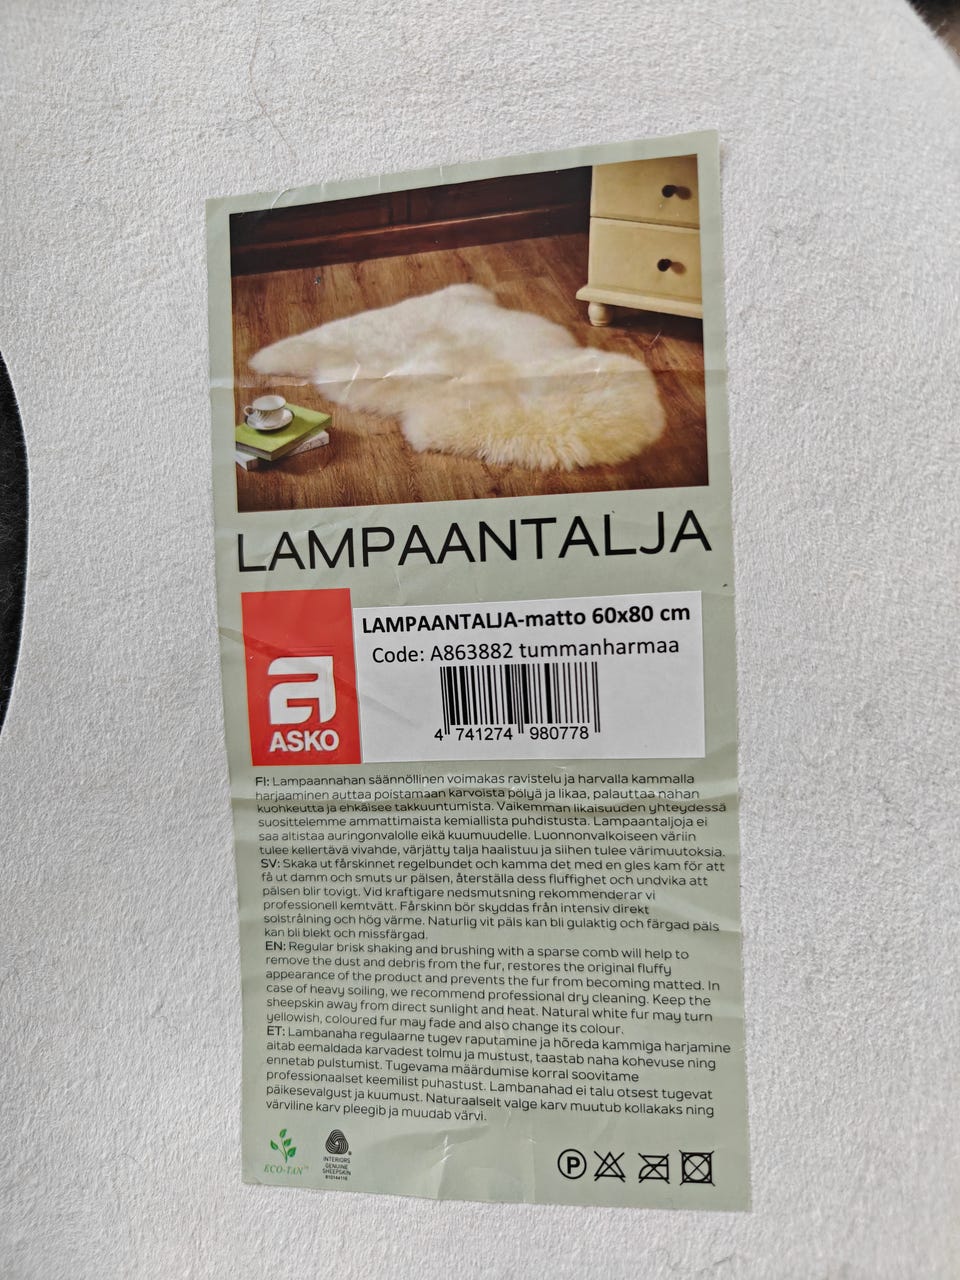 LAMPAANTALJA
ASKO
LAMPAANTALJA-matto 60x80 cm
Code: A863882 tummanharmaa
4 741274 980778
FI: Lampaannahan säännöllinen voimakas ravistelu ja harvalla kammalla
harjaaminen auttaa poistamaan karvoista pölyä ja likaa, palauttaa nahan
kuohkeutta ja ehkäisee takkuuntumista. Vaikemman likaisuuden yhteydessä
suosittelemme ammattimaista kemiallista puhdistusta. Lampaantaljoja ei
saa altistaa auringonvalolle eikä kuumuudelle. Luonnonvalkoiseen väriin
tulee kellertävä vivahde, värjätty talja haalistuu ja siihen tulee värimuutoksia.
SV: Skaka ut fårskinnet regelbundet och kamma det med en gles kam för att
få ut damm och smuts ur pälsen, återställa dess fluffighet och undvika att
pälsen blir tovigt. Vid kraftigare nedsmutsning rekommenderar vi
professionell kemtvätt. Fårskinn bör skyddas från intensiv direkt
solstrålning och hög värme. Naturlig vit päls kan bli gulaktig och färgad päls
kan bli blekt och missfärgad.
EN: Regular brisk shaking and brushing with a sparse comb will help to
remove the dust and debris from the fur, restores the original fluffy
appearance of the product and prevents the fur from becoming matted. In
case of heavy soiling, we recommend professional dry cleaning. Keep the
sheepskin away from direct sunlight and heat. Natural white fur may turn
yellowish, coloured fur may fade and also change its colour.
ET: Lambanaha regulaarne tugev raputamine ja hõreda kammiga harjamine
aitab eemaldada karvadest tolmu ja mustust, taastab naha kohevuse ning
ennetab pulstumist. Tugevama määrdumise korral soovitame
professionaalset keemilist puhastust. Lambanahad ei talu otsest tugevat
päikesevalgust ja kuumust. Naturaalselt valge karv muutub kollakaks ning
värviline karv pleegib ja muudab värvi.
ECO-TAN™
INTERIORS
GENUINE
SHEEPSKIN
P